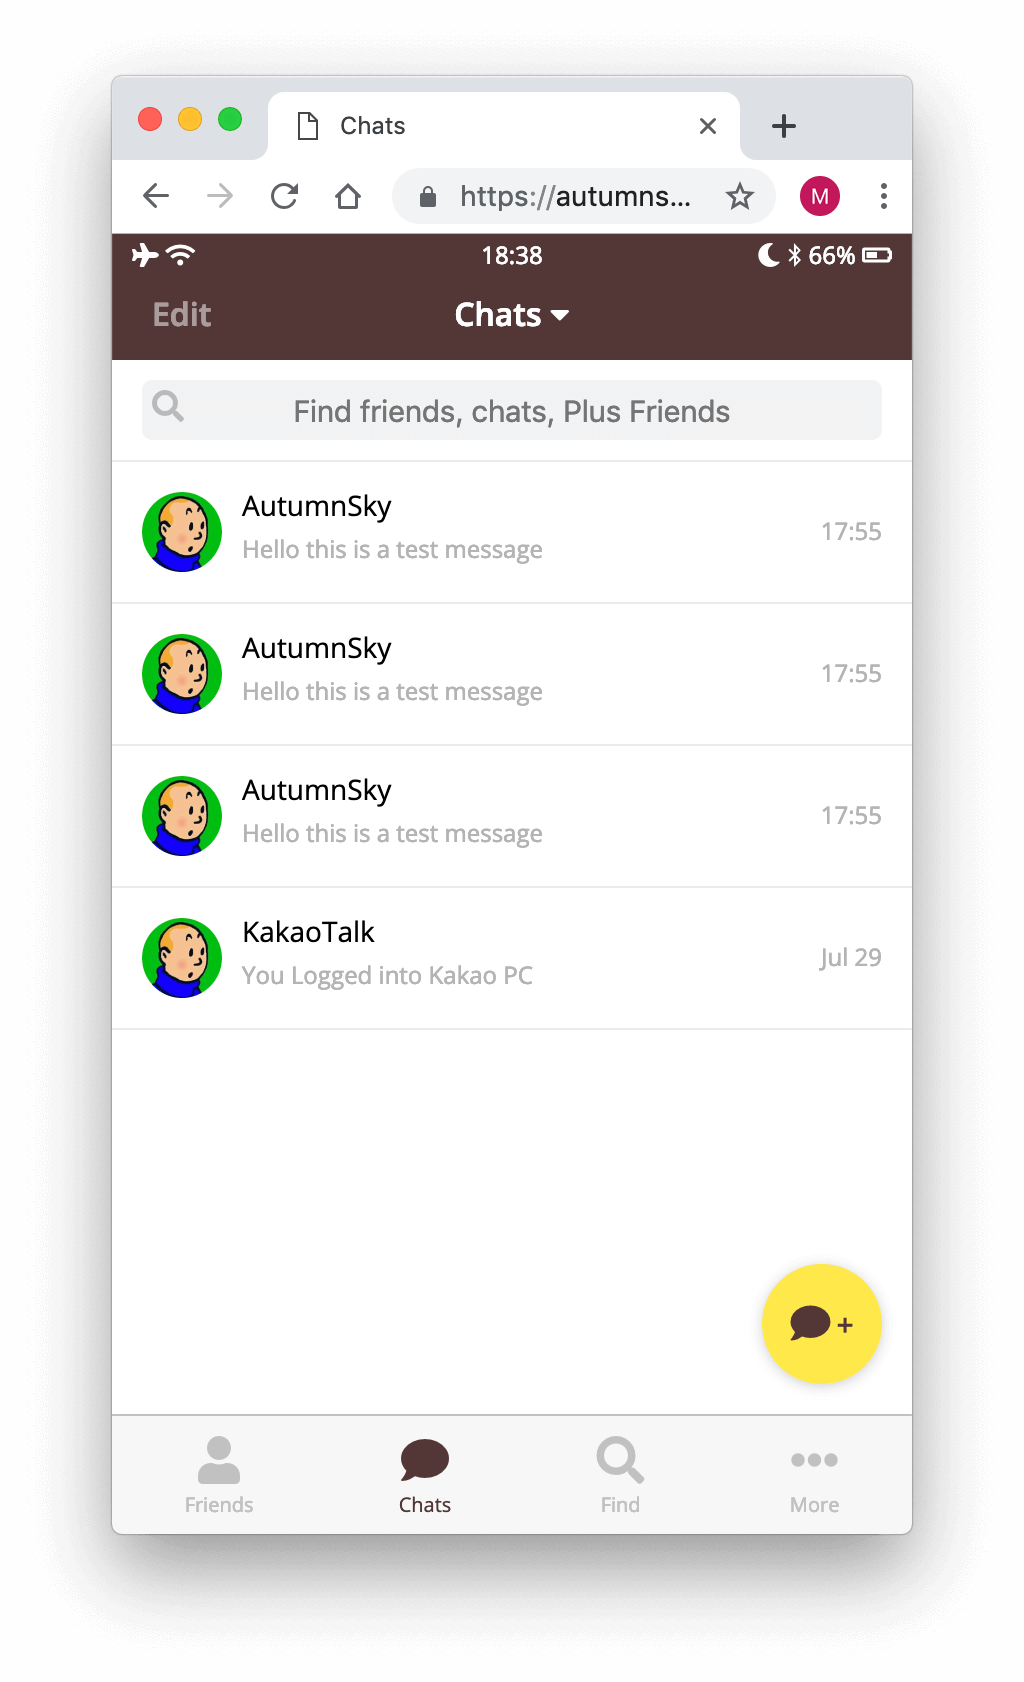 Chats
https://autumns...
M
18:38
66%
Edit
Chats
Find friends, chats, Plus Friends
AutumnSky
Hello this is a test message
17:55
AutumnSky
Hello this is a test message
17:55
AutumnSky
Hello this is a test message
17:55
KakaoTalk
You Logged into Kakao PC
Jul 29
Friends
Chats
Find
More